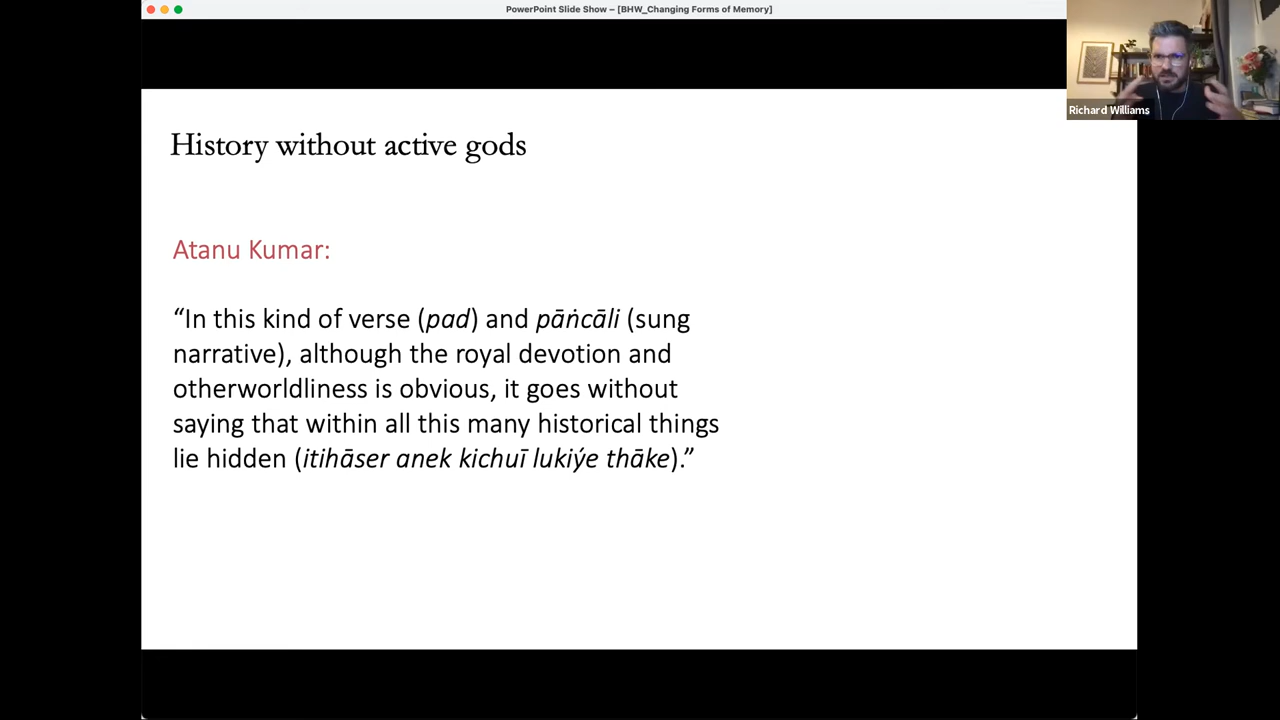 PowerPoint Slide Show – [BHW_Changing Forms of Memory]
Richard Williams
History without active gods
Atanu Kumar:
“In this kind of verse (pad) and pāṅcāli (sung
narrative), although the royal devotion and
otherworldliness is obvious, it goes without
saying that within all this many historical things
lie hidden (itihāser anek kichuī lukiýe thāke).”